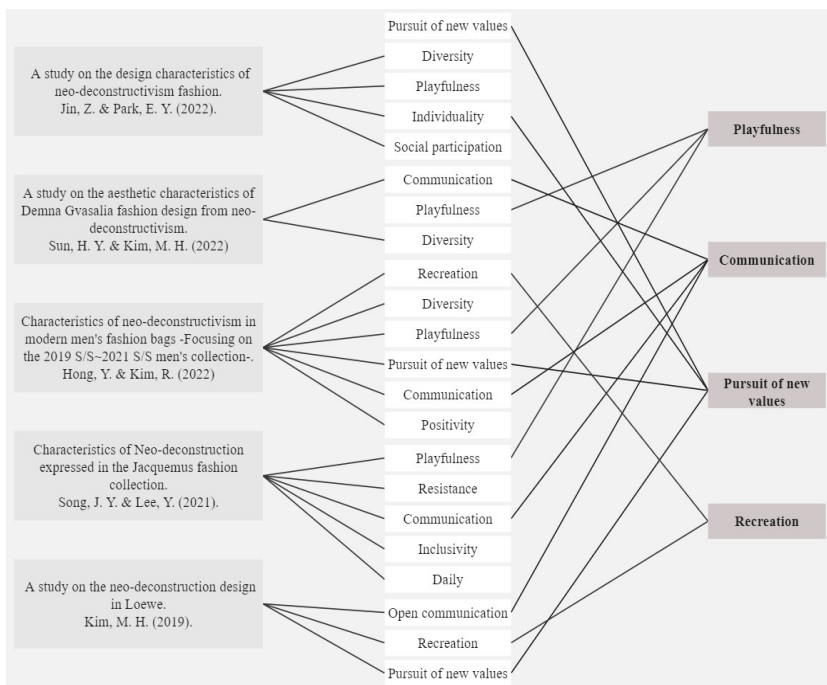 A study on the design characteristics of
neo-deconstructivism fashion.
Jin, Z. & Park, E. Y. (2022).
A study on the aesthetic characteristics of
Demna Gvasalia fashion design from neo-
deconstructivism.
Sun, H. Y. & Kim, M. H. (2022)
Characteristics of neo-deconstructivism in
modern men's fashion bags -Focusing on
the 2019 S/S~2021 S/S men's collection-.
Hong, Y. & Kim, R. (2022)
Characteristics of Neo-deconstruction
expressed in the Jacquemus fashion
collection.
Song, J. Y. & Lee, Y. (2021).
A study on the neo-deconstruction design
in Loewe.
Kim, M. H. (2019).
Pursuit of new values
Diversity
Playfulness
Individuality
Social participation
Communication
Playfulness
Diversity
Recreation
Diversity
Playfulness
Pursuit of new values
Communication
Positivity
Playfulness
Resistance
Communication
Inclusivity
Daily
Open communication
Recreation
Pursuit of new values
Playfulness
Communication
Pursuit of new
values
Recreation